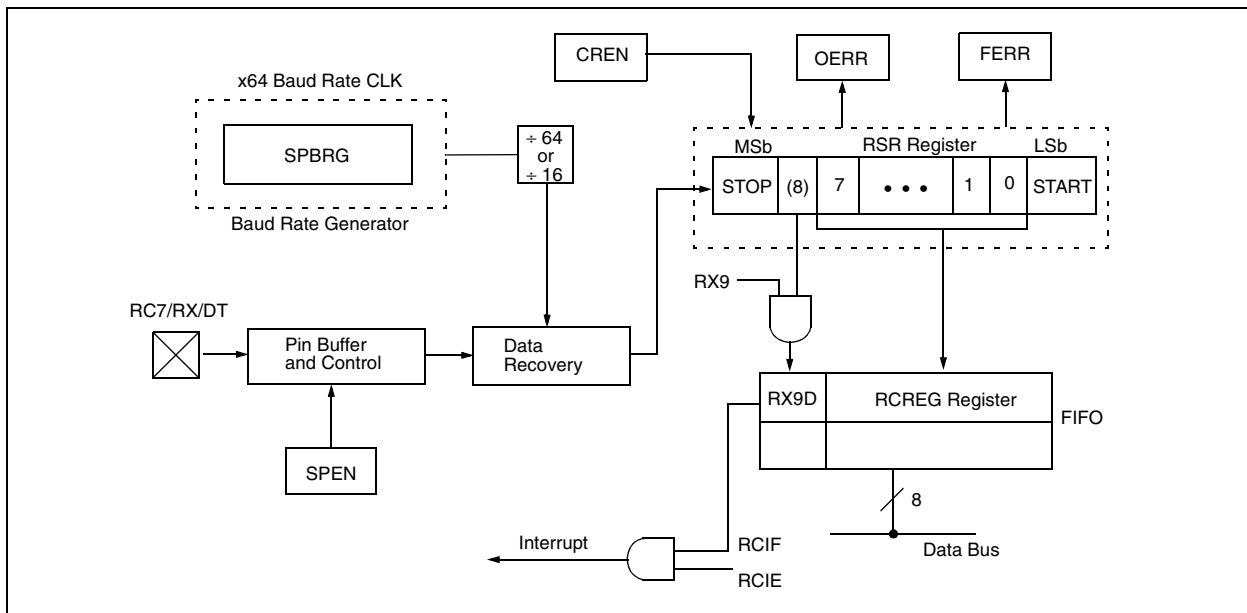 CREN
OERR
FERR
x64 Baud Rate CLK
SPBRG
Baud Rate Generator
÷ 64
or
÷ 16
MSb
RSR Register
LSb
STOP
(8)
7
• • •
1
0
START
RX9
RC7/RX/DT
Pin Buffer
and Control
Data
Recovery
SPEN
RX9D
RCREG Register
FIFO
8
Data Bus
Interrupt
RCIF
RCIE